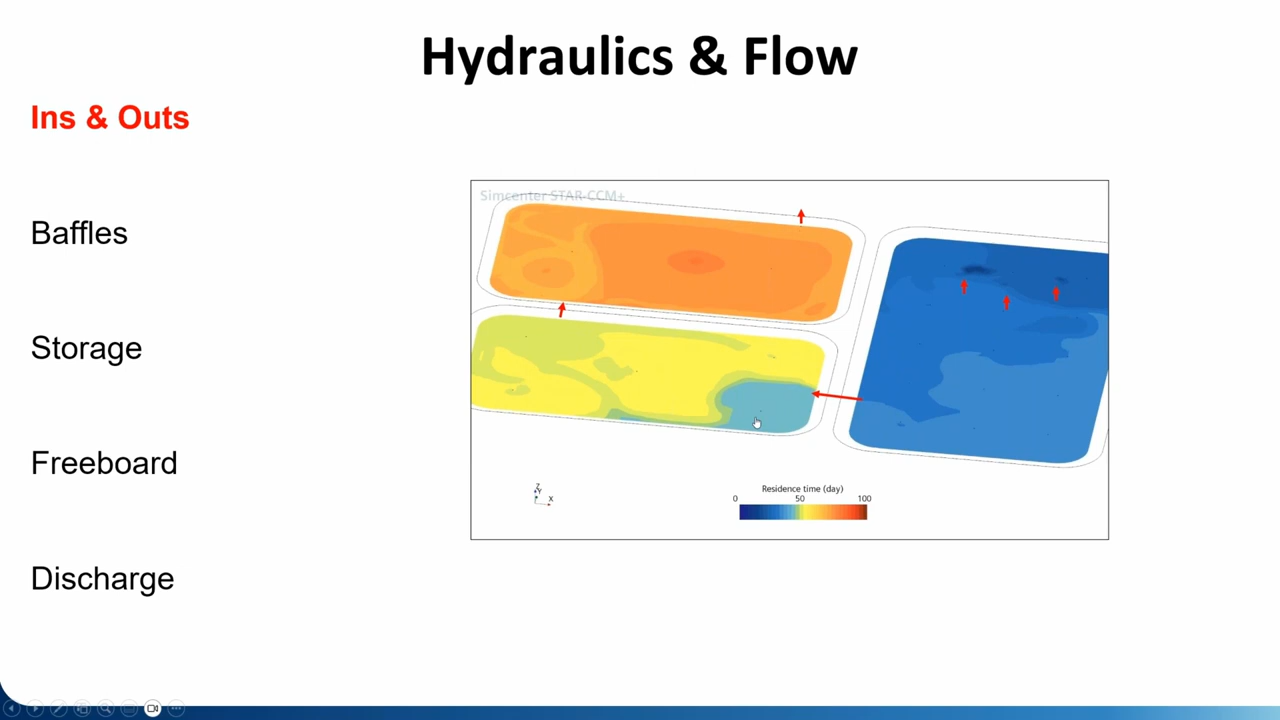 Hydraulics & Flow
Ins & Outs
Baffles
Storage
Freeboard
Discharge
Simcenter STAR-CCM+
Z
Y
X
Residence time (day)
0 50 100